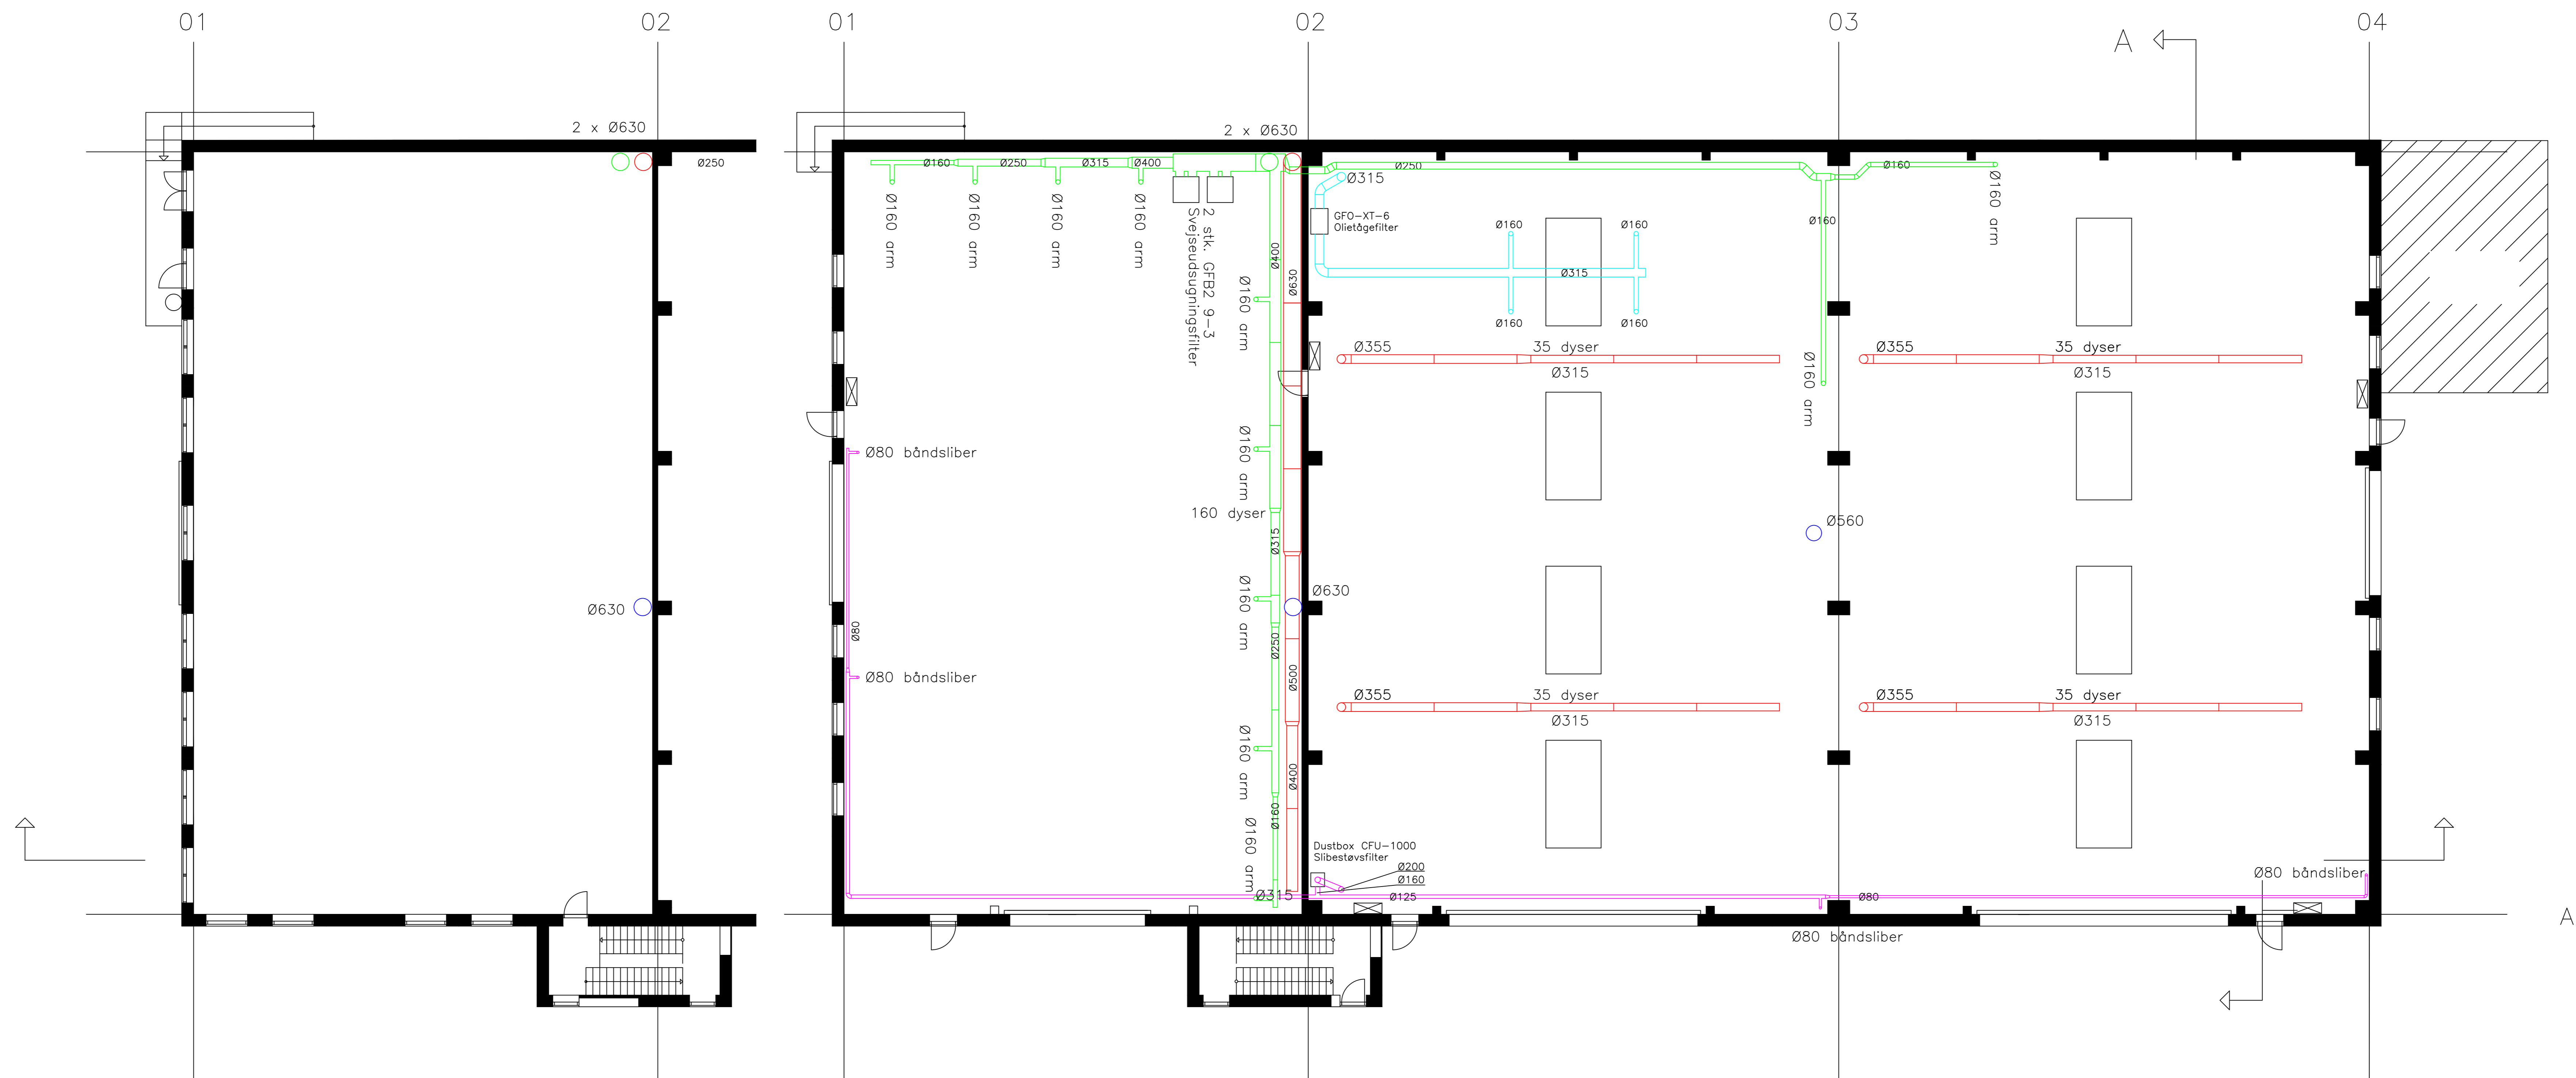 01
02
01
02
03
04
A
2 x Ø630
2 x Ø630
Ø250
Ø160
Ø250
Ø315
Ø400
Ø250
Ø160
Ø315
Ø160 arm
Ø160 arm
Ø160 arm
Ø160 arm
2 stk. GFB2 9-3
Svejseudsugningsfilter
GFO-XT-6
Olietågefilter
Ø160
Ø160
Ø160
Ø160 arm
Ø400
Ø630
Ø315
Ø160 arm
Ø160
Ø160
Ø355
35 dyser
Ø315
Ø355
35 dyser
Ø315
Ø160 arm
Ø80 båndsliber
Ø160 arm
160 dyser
Ø315
Ø560
Ø630
Ø630
Ø160 arm
Ø80
Ø250
Ø80 båndsliber
Ø500
Ø355
35 dyser
Ø315
Ø355
35 dyser
Ø315
Ø160 arm
Ø400
Ø160
Ø160 arm
Dustbox CFU-1000
Slibestøvsfilter
Ø200
Ø160
Ø80 båndsliber
Ø315
Ø125
Ø80
A
Ø80 båndsliber